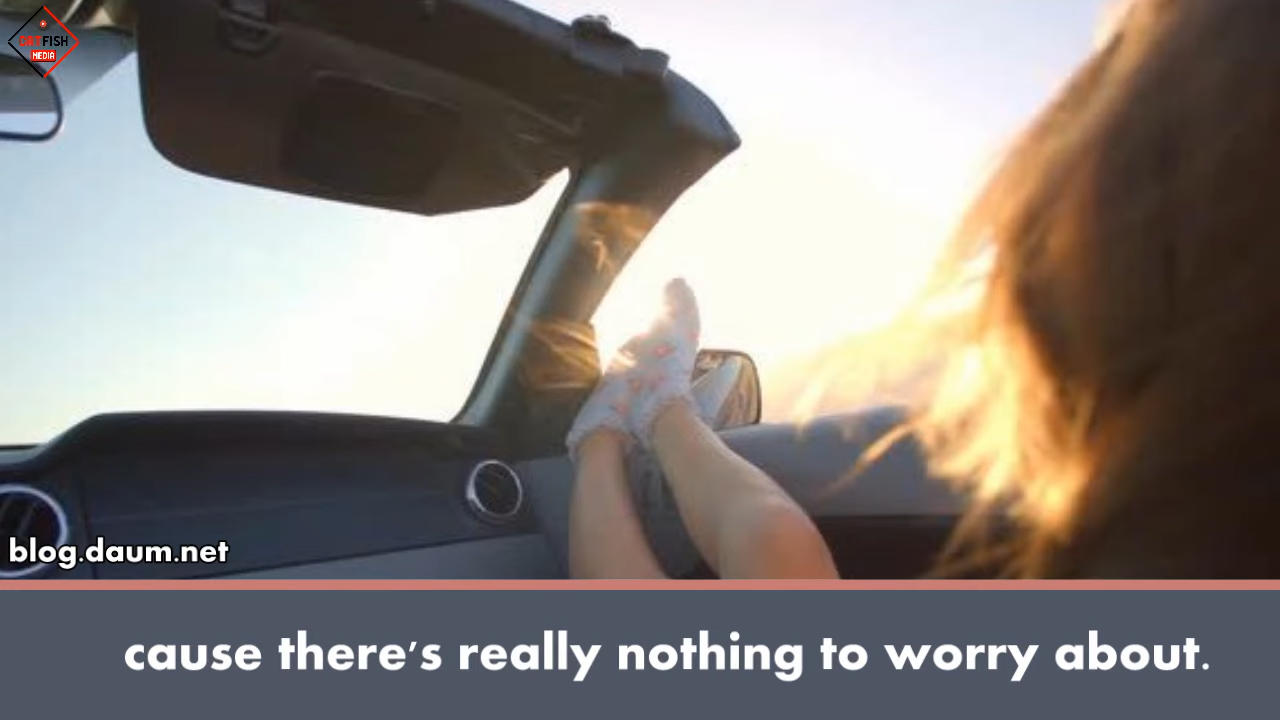 CATFISH
MEDIA
blog.daum.net
cause there's really nothing to worry about.